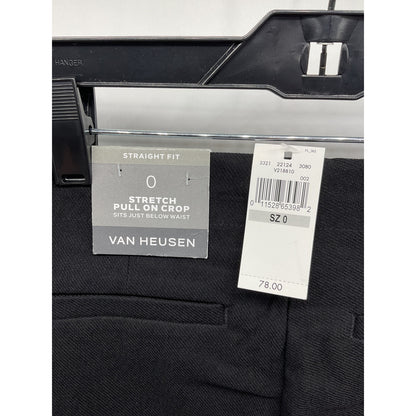 HANGER
STRAIGHT FIT
0
STRETCH
PULL ON CROP
SITS JUST BELOW WAIST
VAN HEUSEN
3321 22124 3080
V218810
002
0 11528 65398 2
SZ 0
78.00